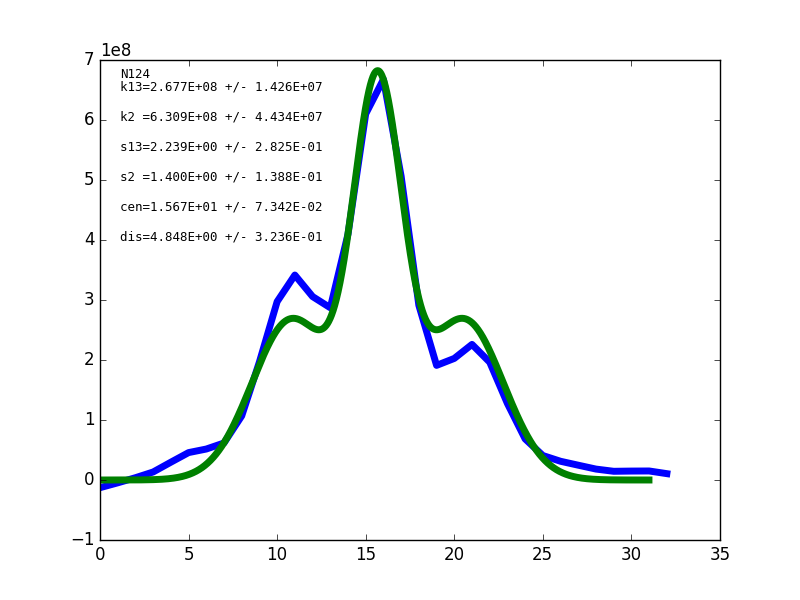 1e8
7
N124
k13=2.677E+08 +/- 1.426E+07
6
k2 =6.309E+08 +/- 4.434E+07
s13=2.239E+00 +/- 2.825E-01
5
s2 =1.400E+00 +/- 1.388E-01
cen=1.567E+01 +/- 7.342E-02
4
dis=4.848E+00 +/- 3.236E-01
3
2
1
0
−1
0 5 10 15 20 25 30 35